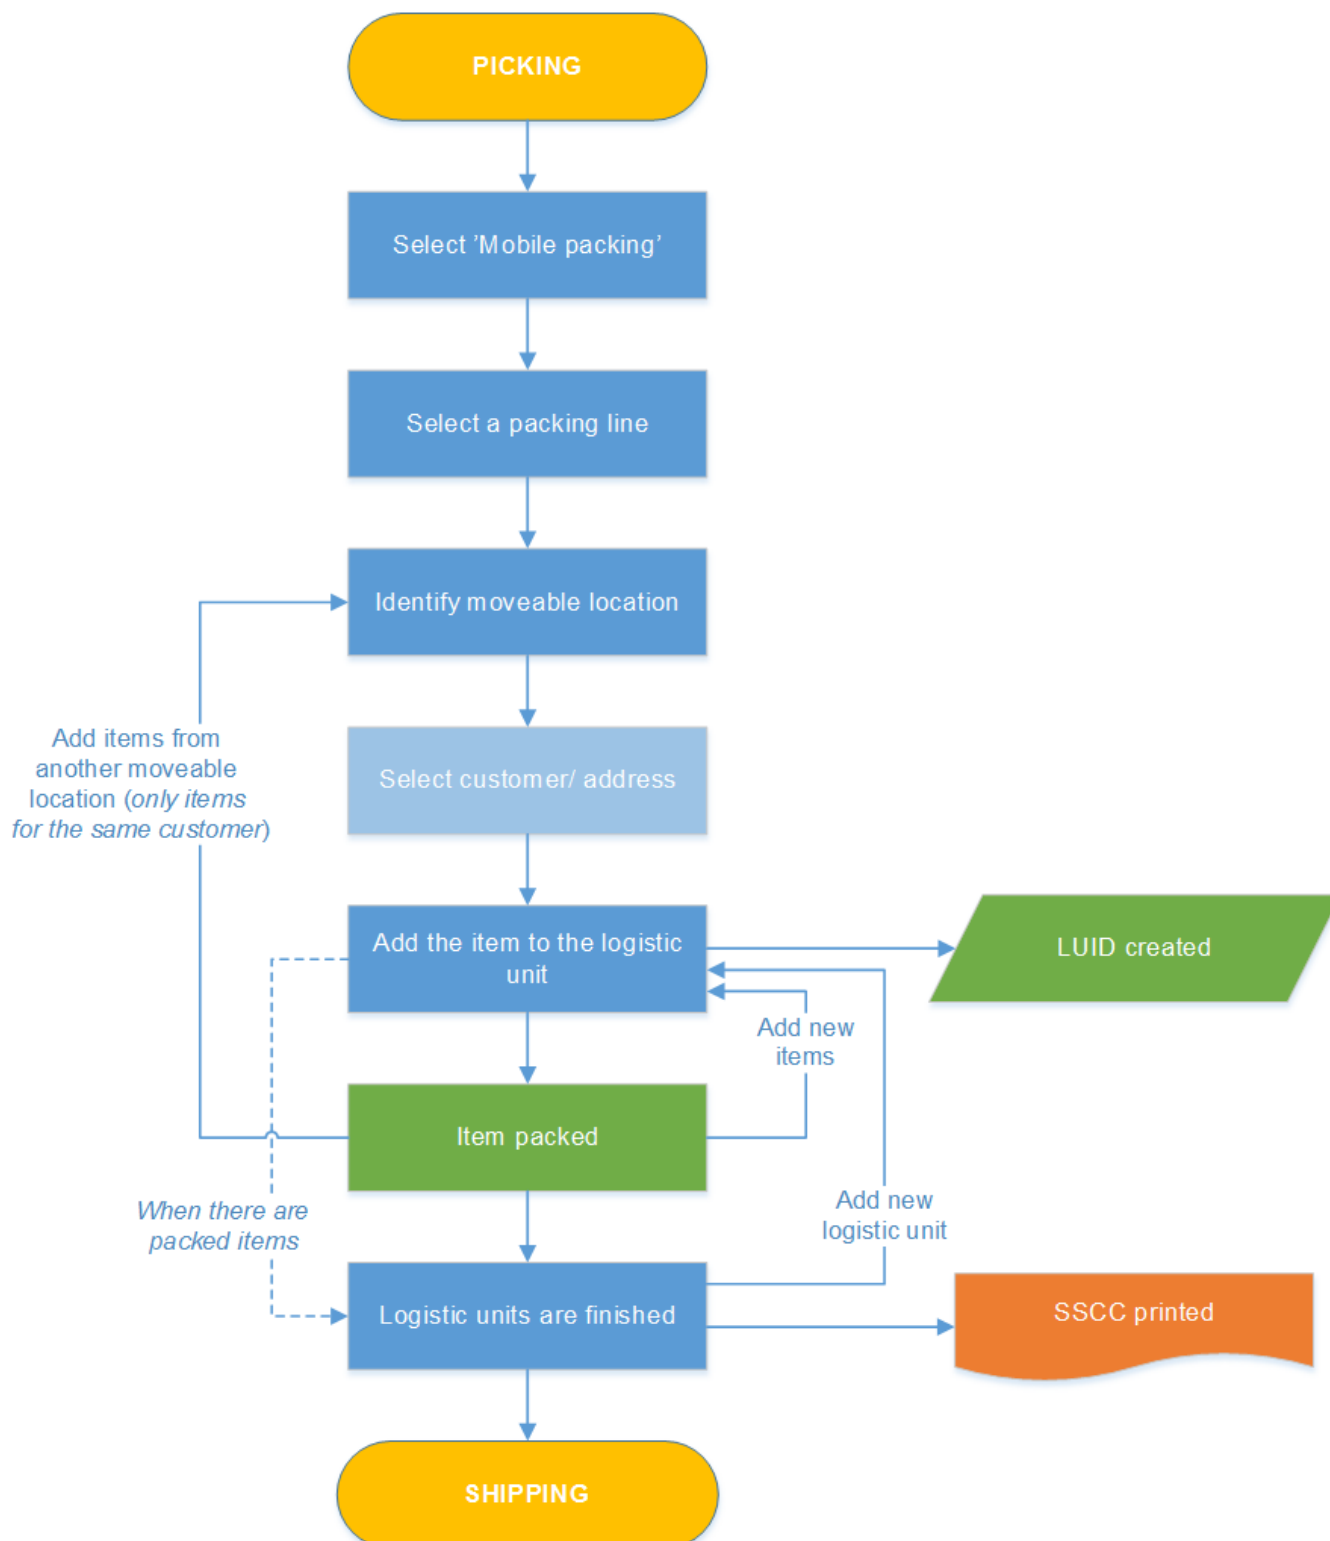 PICKING
Select ’Mobile packing’
Select a packing line
Identify moveable location
Add items from
another moveable
location (only items
for the same customer)
Select customer/ address
Add the item to the logistic
unit
LUID created
Add new
items
Item packed
When there are
packed items
Add new
logistic unit
Logistic units are finished
SSCC printed
SHIPPING